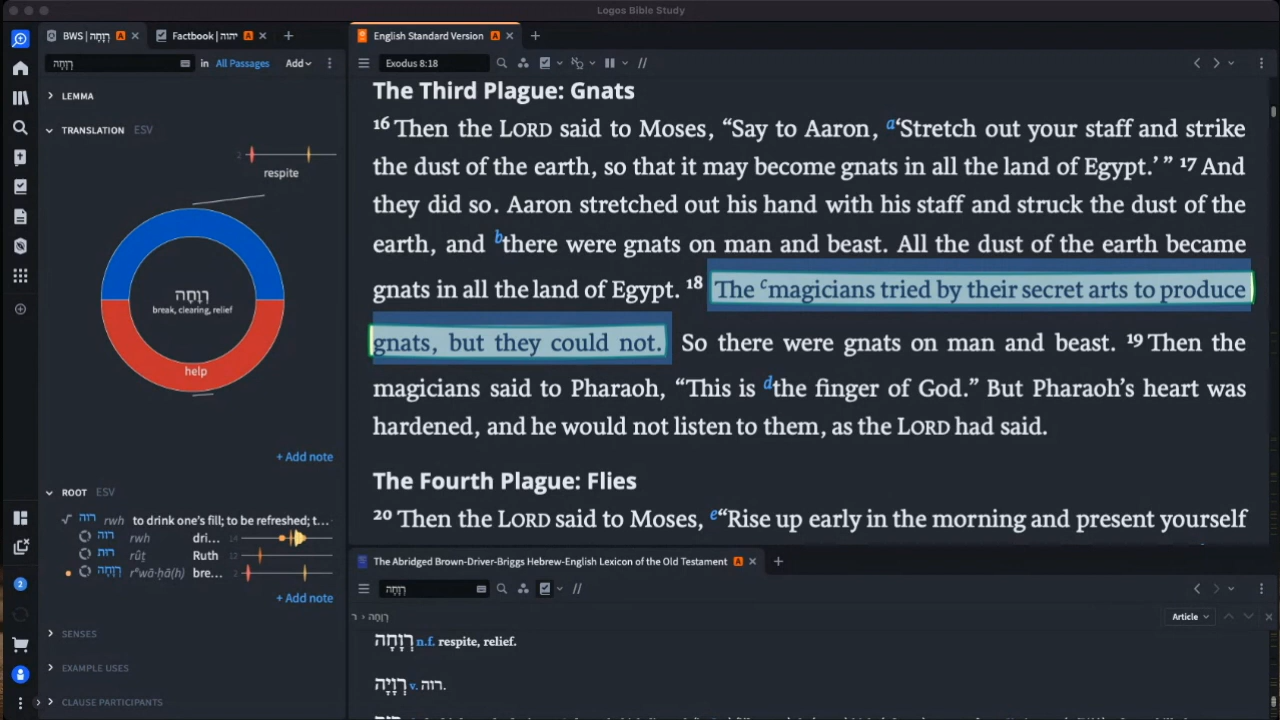 Logos Bible Study
BWS | רְוָחָה A
Factbook | יהוה A
English Standard Version A
רְוָחָה in All Passages Add
Exodus 8:18
LEMMA
TRANSLATION ESV
2
respite
רְוָחָה
break, clearing, relief
help
+ Add note
ROOT ESV
√ רוה rwh to drink one's fill; to be refreshed; t...
רוה rwh dri... 14
רות rûṯ Ruth 12
רְוָחָה rᵉwā·ḥā(h) bre... 2
+ Add note
SENSES
EXAMPLE USES
CLAUSE PARTICIPANTS
2
The Third Plague: Gnats
16 Then the LORD said to Moses, “Say to Aaron, a‘Stretch out your staff and strike
the dust of the earth, so that it may become gnats in all the land of Egypt.’ ” 17 And
they did so. Aaron stretched out his hand with his staff and struck the dust of the
earth, and bthere were gnats on man and beast. All the dust of the earth became
gnats in all the land of Egypt. 18 The cmagicians tried by their secret arts to produce
gnats, but they could not. So there were gnats on man and beast. 19 Then the
magicians said to Pharaoh, “This is dthe finger of God.” But Pharaoh’s heart was
hardened, and he would not listen to them, as the LORD had said.
The Fourth Plague: Flies
20 Then the LORD said to Moses, e“Rise up early in the morning and present yourself
The Abridged Brown-Driver-Briggs Hebrew-English Lexicon of the Old Testament A
רְוָחָה
ר › רְוָחָה
Article
רְוָחָה n.f. respite, relief.
רְוָיָה v. רוה.